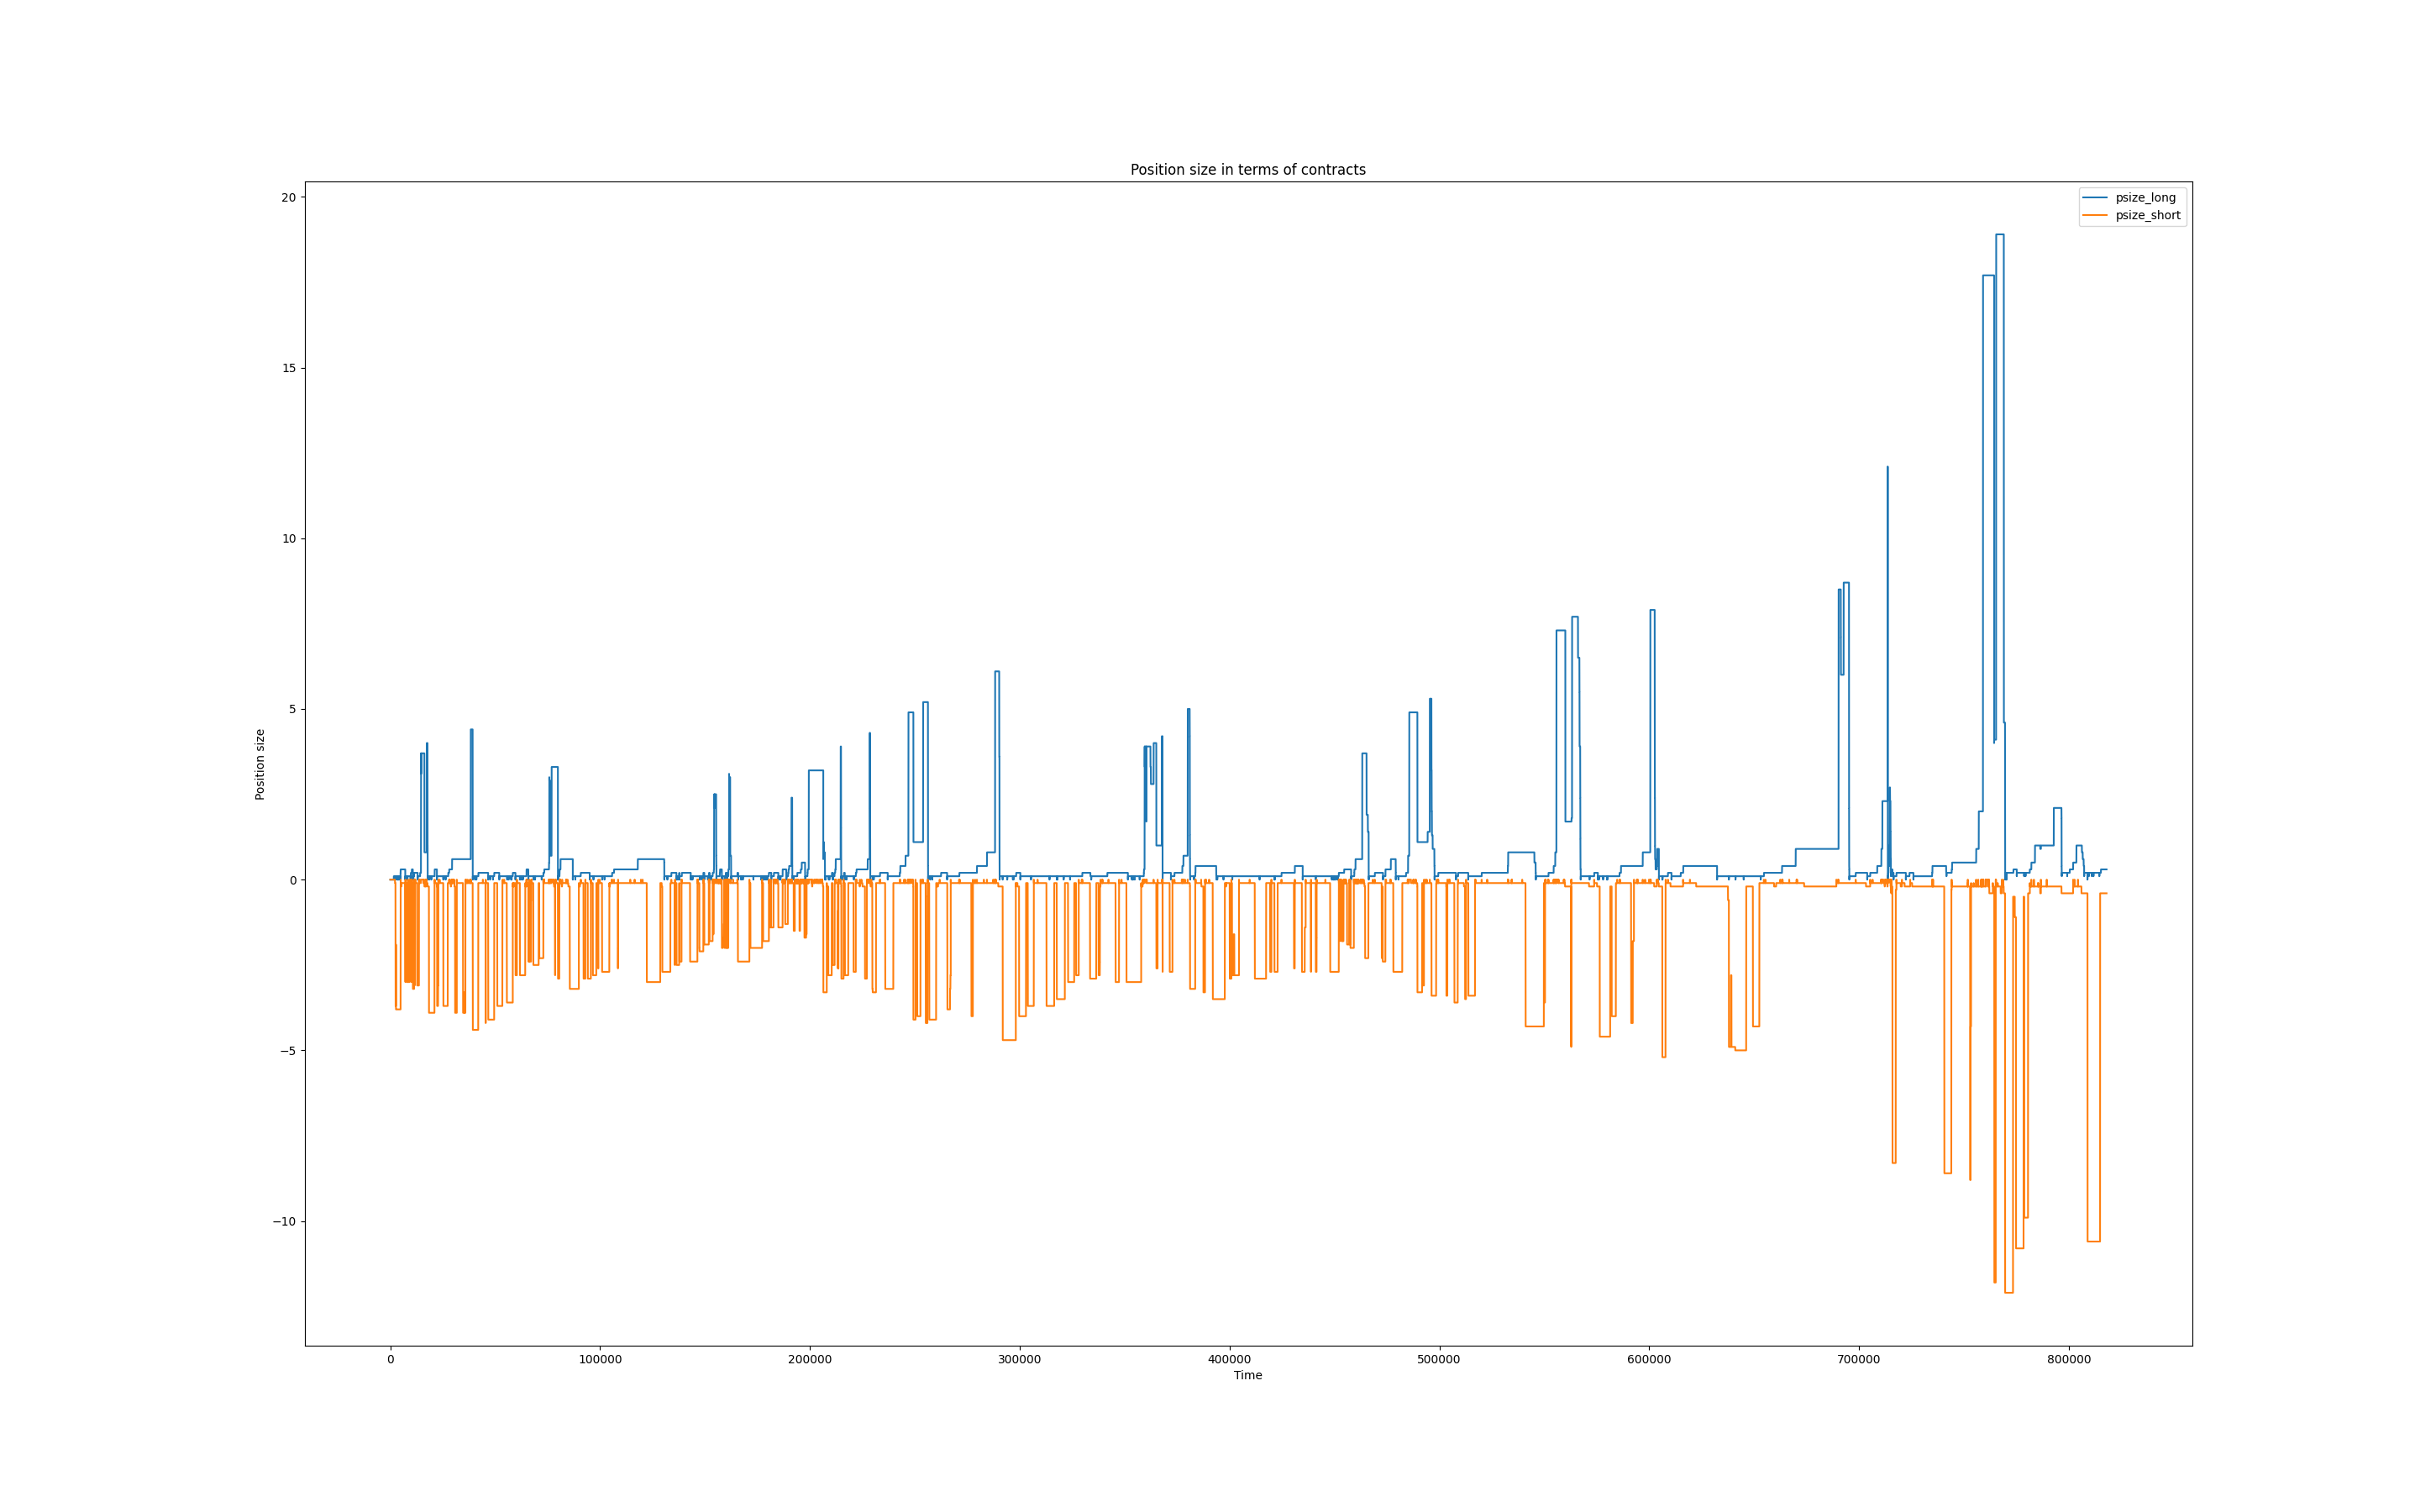 Position size in terms of contracts
psize_long
psize_short
20
15
10
5
0
−5
−10
Position size
0 100000 200000 300000 400000 500000 600000 700000 800000
Time